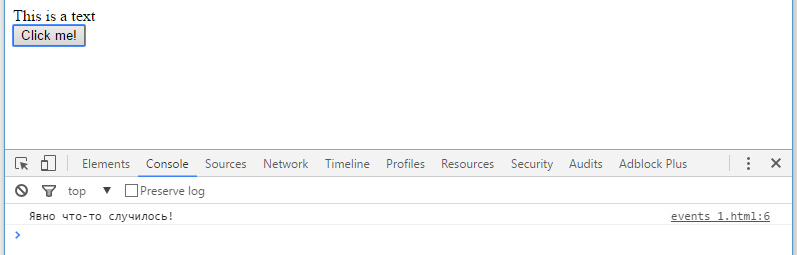 This is a text
Click me!
Elements Console Sources Network Timeline Profiles Resources Security Audits Adblock Plus
top Preserve log
Явно что-то случилось! events 1.html:6